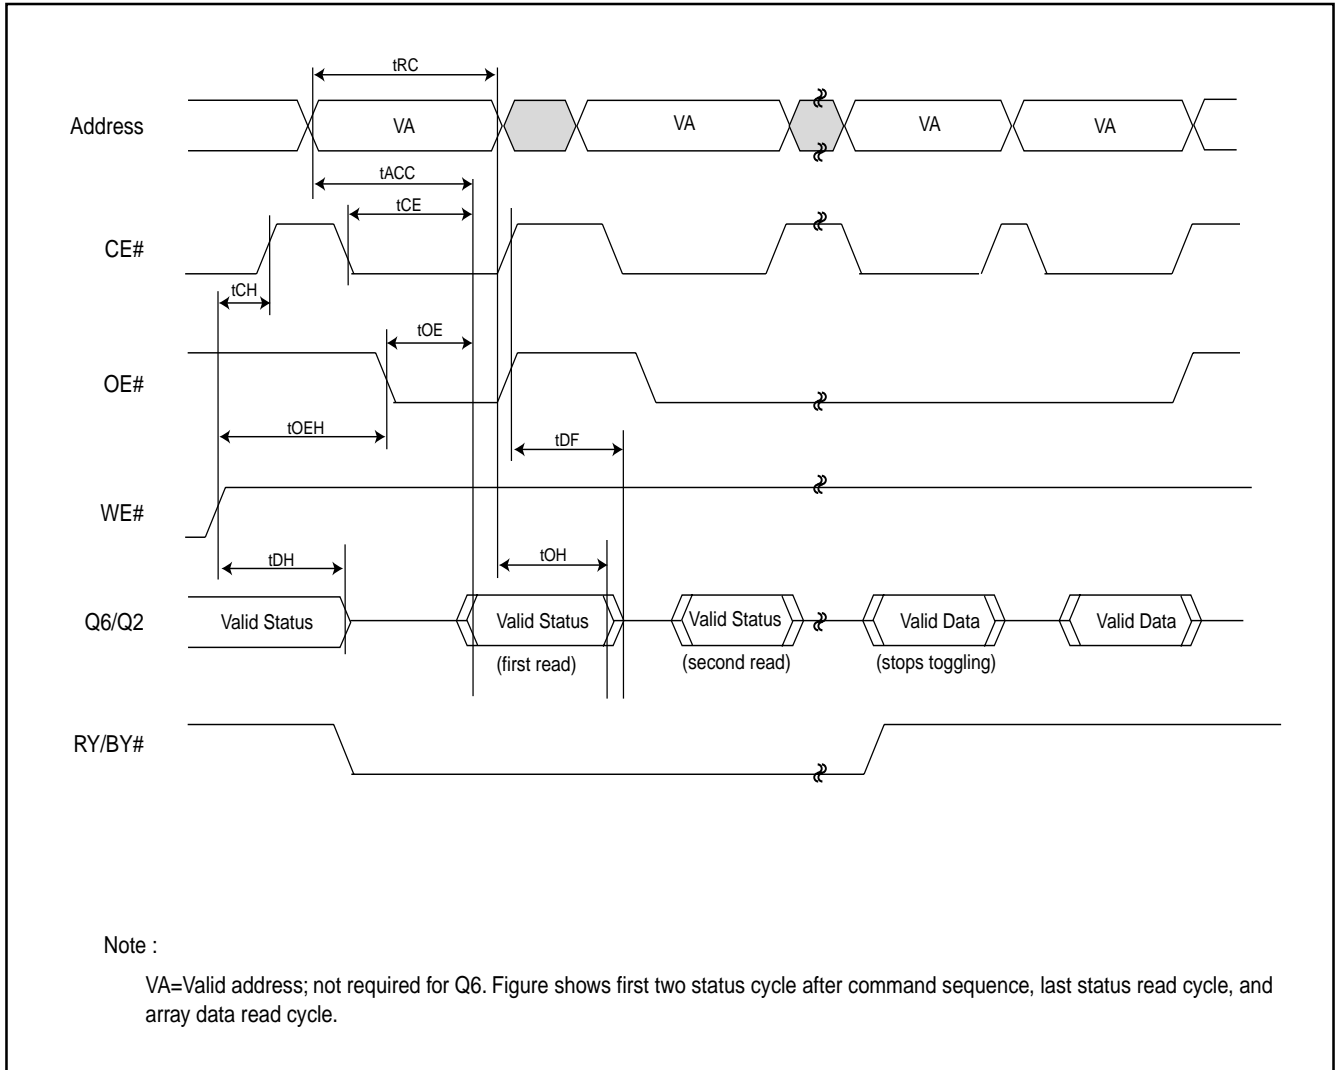 tRC
Address
VA
VA
VA
VA
tACC
tCE
CE#
tCH
tOE
OE#
tOEH
tDF
WE#
tDH
tOH
Q6/Q2
Valid Status
Valid Status
Valid Status
Valid Data
Valid Data
(first read)
(second read)
(stops toggling)
RY/BY#
Note :
VA=Valid address; not required for Q6. Figure shows first two status cycle after command sequence, last status read cycle, and
array data read cycle.